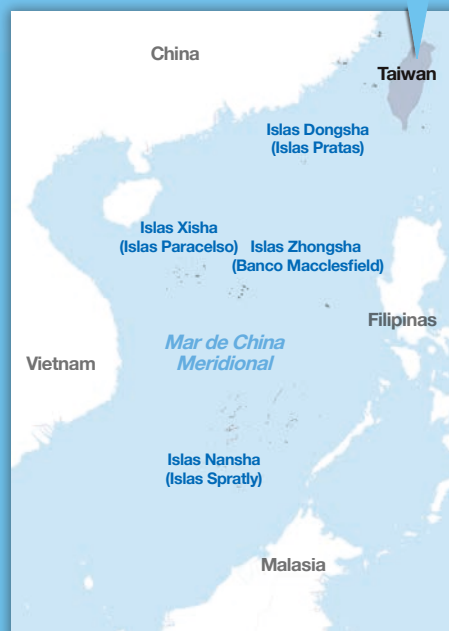 China
Taiwan
Islas Dongsha
(Islas Pratas)
Islas Xisha
(Islas Paracelso)
Islas Zhongsha
(Banco Macclesfield)
Filipinas
Mar de China
Meridional
Vietnam
Islas Nansha
(Islas Spratly)
Malasia